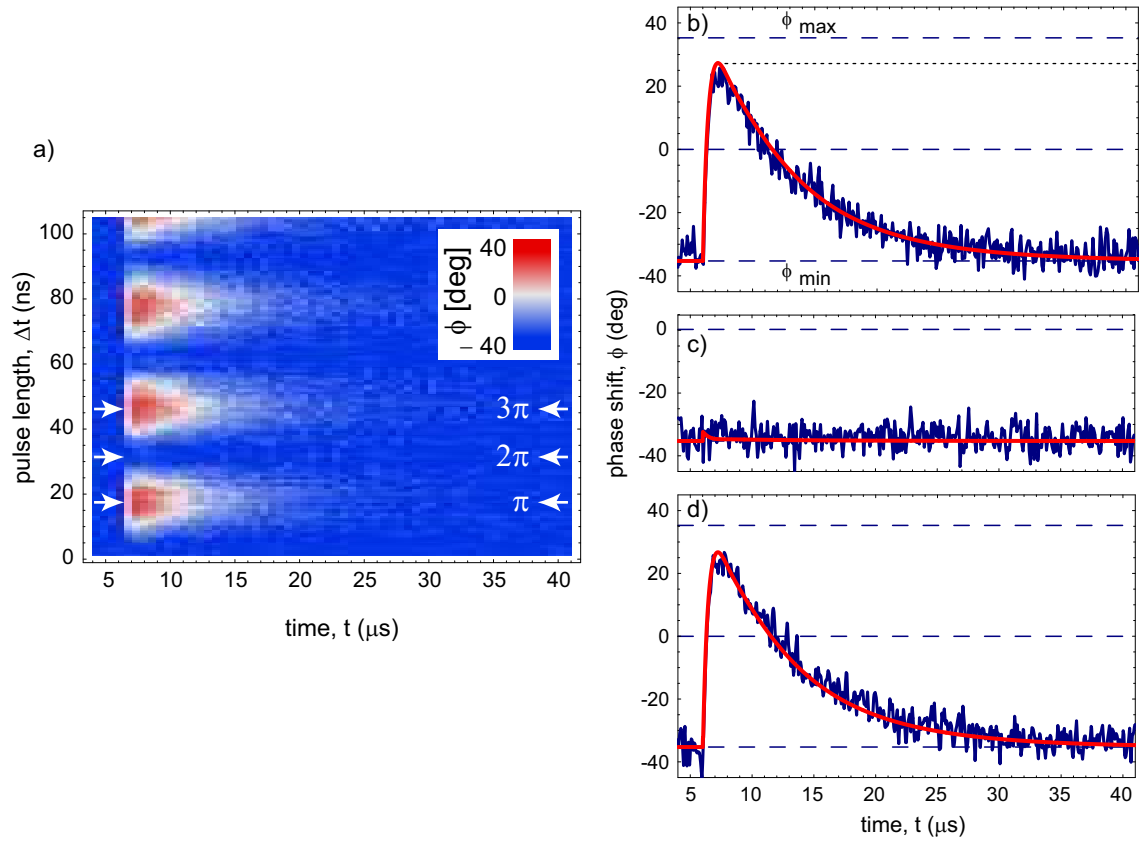 a)
pulse length, Δt (ns)
100
80
60
40
20
0
40
0
− 40
ϕ [deg]
3π
2π
π
5 10 15 20 25 30 35 40
time, t (μs)
phase shift, ϕ (deg)
b)
ϕ max
40
20
0
-20
-40
ϕ min
c)
0
-20
-40
d)
40
20
0
-20
-40
5 10 15 20 25 30 35 40
time, t (μs)